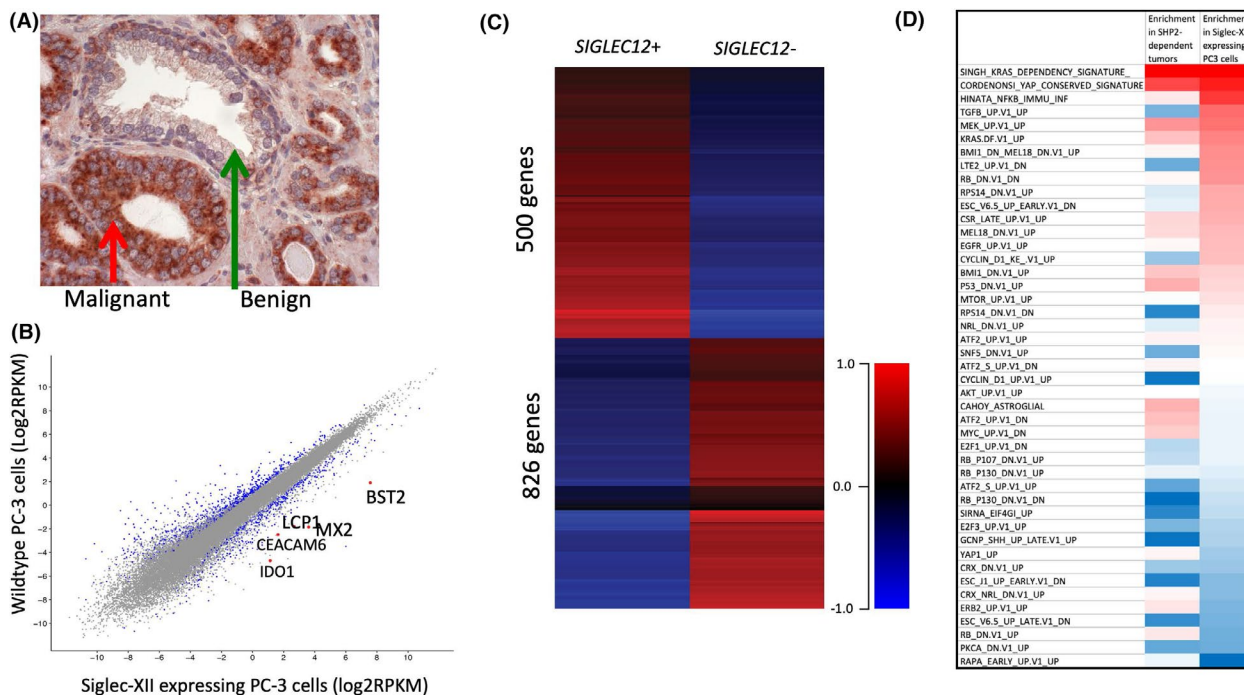 (A)
Malignant
Benign
(B)
Wildtype PC-3 cells (Log2RPKM)
10
8
6
4
2
0
-2
-4
-6
-8
-10
BST2
LCP1
MX2
CEACAM6
IDO1
-10
-8
-6
-4
-2
0
2
4
6
8
10
Siglec-XII expressing PC-3 cells (log2RPKM)
(C)
SIGLEC12+
SIGLEC12-
500 genes
826 genes
1.0
0.0
-1.0
(D)
Enrichment in SHP2-dependent tumors
Enrichmen in Siglec-X expressing PC3 cells
SINGH_KRAS_DEPENDENCY_SIGNATURE_
CORDENONSI_YAP_CONSERVED_SIGNATURE
HINATA_NFKB_IMMU_INF
TGFB_UP.V1_UP
MEK_UP.V1_UP
KRAS.DF.V1_UP
BMI1_DN_MEL18_DN.V1_UP
LTE2_UP.V1_DN
RB_DN.V1_DN
RPS14_DN.V1_UP
ESC_V6.5_UP_EARLY.V1_DN
CSR_LATE_UP.V1_UP
MEL18_DN.V1_UP
EGFR_UP.V1_UP
CYCLIN_D1_KE_.V1_UP
BMI1_DN.V1_UP
P53_DN.V1_UP
MTOR_UP.V1_UP
RPS14_DN.V1_DN
NRL_DN.V1_UP
ATF2_UP.V1_UP
SNF5_DN.V1_UP
ATF2_S_UP.V1_DN
CYCLIN_D1_UP.V1_UP
AKT_UP.V1_UP
CAHOY_ASTROGLIAL
ATF2_UP.V1_DN
MYC_UP.V1_DN
E2F1_UP.V1_DN
RB_P107_DN.V1_UP
RB_P130_DN.V1_UP
ATF2_S_UP.V1_UP
RB_P130_DN.V1_DN
SIRNA_EIF4GI_UP
E2F3_UP.V1_UP
GCNP_SHH_UP_LATE.V1_UP
YAP1_UP
CRX_DN.V1_UP
ESC_J1_UP_EARLY.V1_DN
CRX_NRL_DN.V1_UP
ERB2_UP.V1_UP
ESC_V6.5_UP_LATE.V1_DN
RB_DN.V1_UP
PKCA_DN.V1_UP
RAPA_EARLY_UP.V1_UP